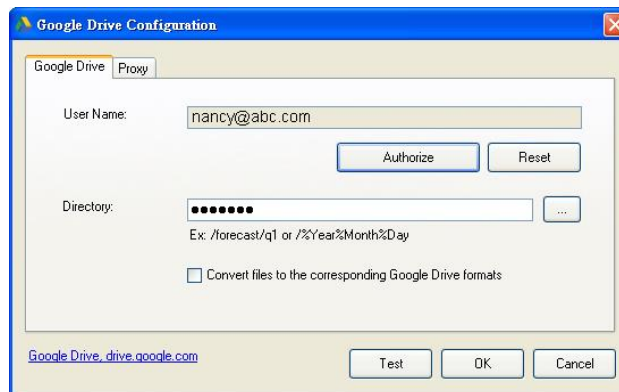 Google Drive Configuration
Google Drive Proxy
User Name: nancy@abc.com
Authorize Reset
Directory: ●●●●●●● ...
Ex: /forecast/q1 or /%Year%Month%Day
Convert files to the corresponding Google Drive formats
Google Drive, drive.google.com Test OK Cancel